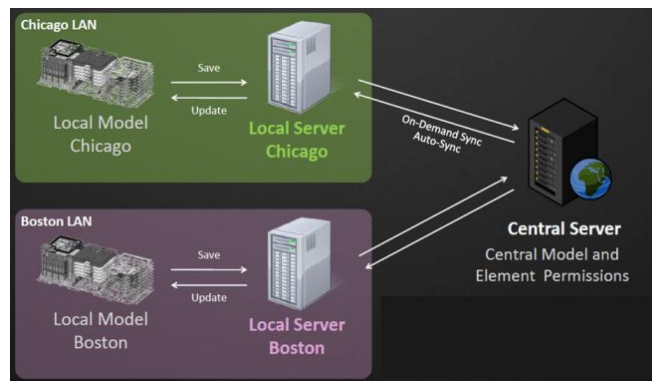 Chicago LAN
Save
Update
Local Model
Chicago
Local Server
Chicago
On-Demand Sync
Auto-Sync
Central Server
Central Model and
Element Permissions
Boston LAN
Save
Update
Local Model
Boston
Local Server
Boston